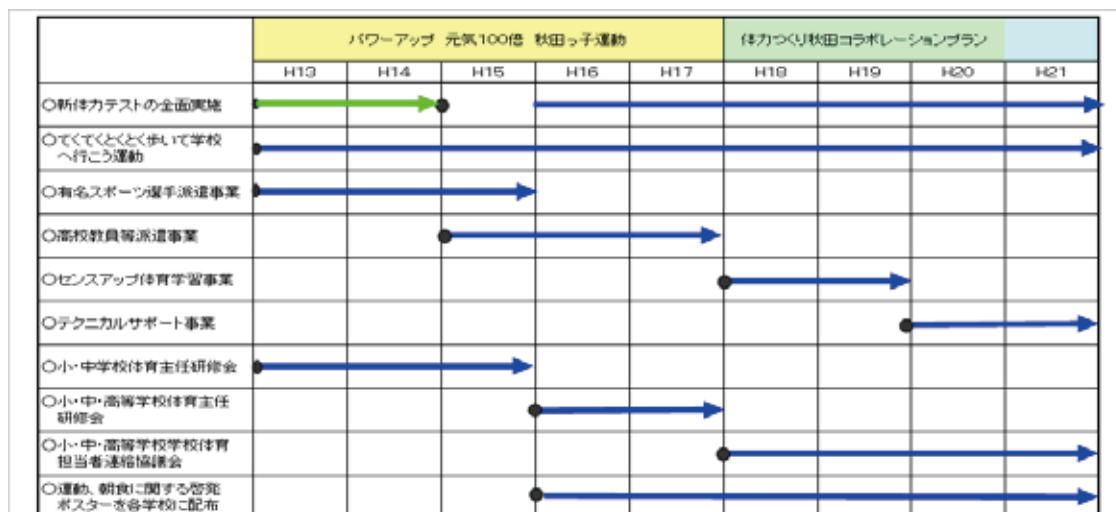 パワーアップ 元気100倍 秋田っ子運動
体力つくり秋田コラボレーションプラン
H13 H14 H15 H16 H17 H18 H19 H20 H21
○新体力テストの全面実施
○てくてくとくとく歩いて学校
へ行こう運動
○有名スポーツ選手派遣事業
○高校教員等派遣事業
○センスアップ体育学習事業
○テクニカルサポート事業
○小・中学校体育主任研修会
○小・中・高等学校体育主任
研修会
○小・中・高等学校学校体育
担当者連絡協議会
○運動、朝食に関する啓発
ポスターを各学校に配布